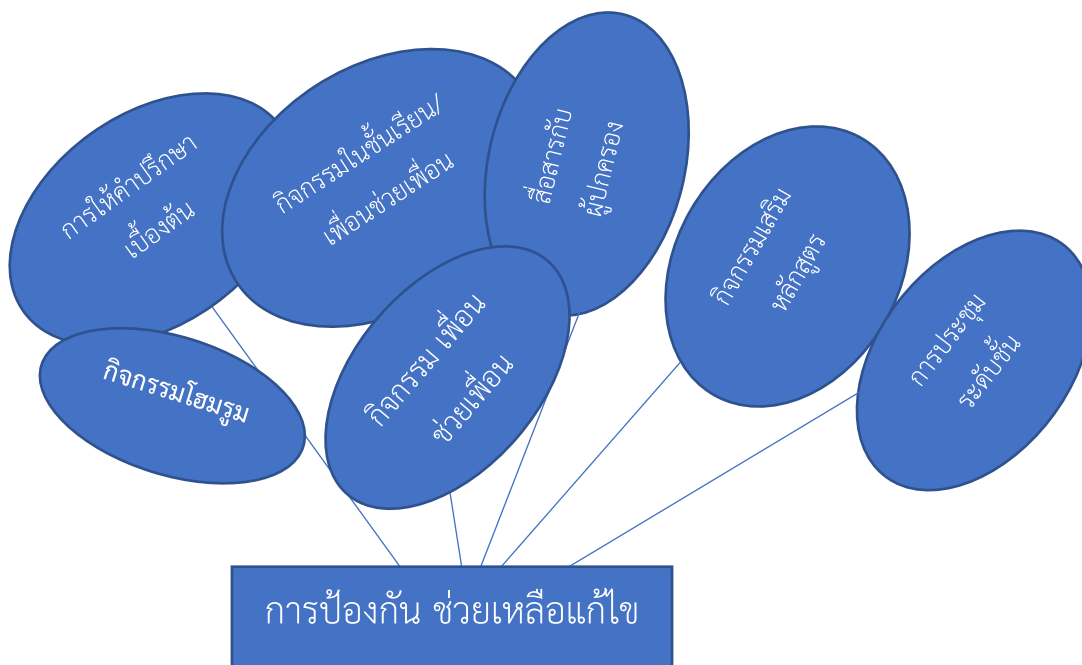 การให้คำปรึกษา
เบื้องต้น
กิจกรรมในชั้นเรียน/
เพื่อนช่วยเพื่อน
สื่อสารกับ
ผู้ปกครอง
กิจกรรมเสริม
หลักสูตร
การประชุม
ระดับชั้น
กิจกรรมโฮมรูม
กิจกรรม เพื่อน
ช่วยเพื่อน
การป้องกัน ช่วยเหลือแก้ไข